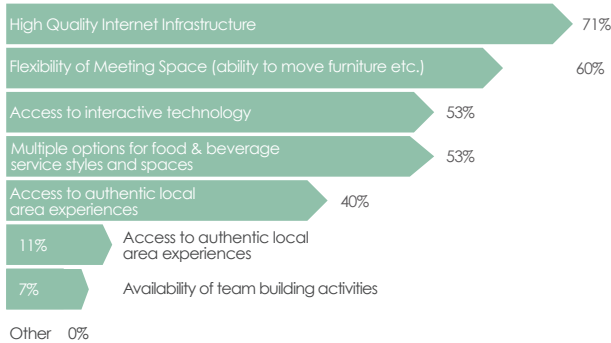 High Quality Internet Infrastructure 71%
Flexibility of Meeting Space (ability to move furniture etc.) 60%
Access to interactive technology 53%
Multiple options for food & beverage
service styles and spaces 53%
Access to authentic local
area experiences 40%
11% Access to authentic local
area experiences
7% Availability of team building activities
Other 0%